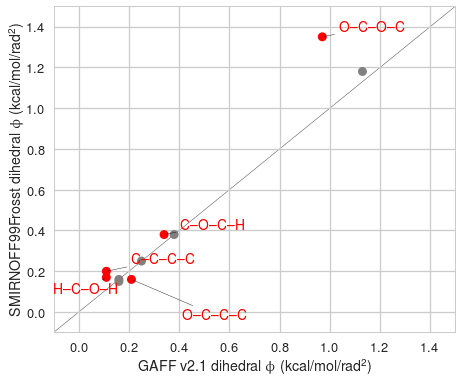 1.4
1.2
1.0
0.8
0.6
0.4
0.2
0.0
SMIRNOFF99Frosst dihedral ϕ (kcal/mol/rad²)
O–C–O–C
C–O–C–H
C–C–C–C
H–C–O–H
O–C–C–C
0.0 0.2 0.4 0.6 0.8 1.0 1.2 1.4
GAFF v2.1 dihedral ϕ (kcal/mol/rad²)